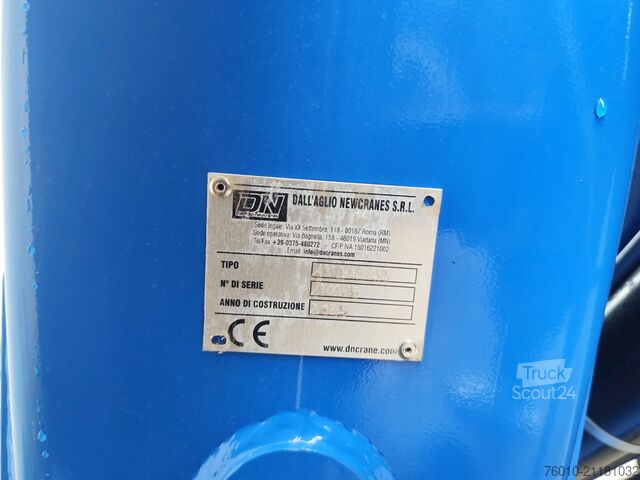 DN
DALL'AGLIO NEWCRANES S.R.L.
Sede legale: Via XX Settembre, 118 - 00187 Roma (RM)
Sede operativa: Via Bagnella, 158 - 46019 Viadana (MN)
Tel/Fax +39-0375-480272 - CF/P.IVA 15016221002
Email: info@dncranes.com
TIPO
N° DI SERIE
ANNO DI COSTRUZIONE
CE
www.dncrane.com
Truck
Scout24
76010-21181032